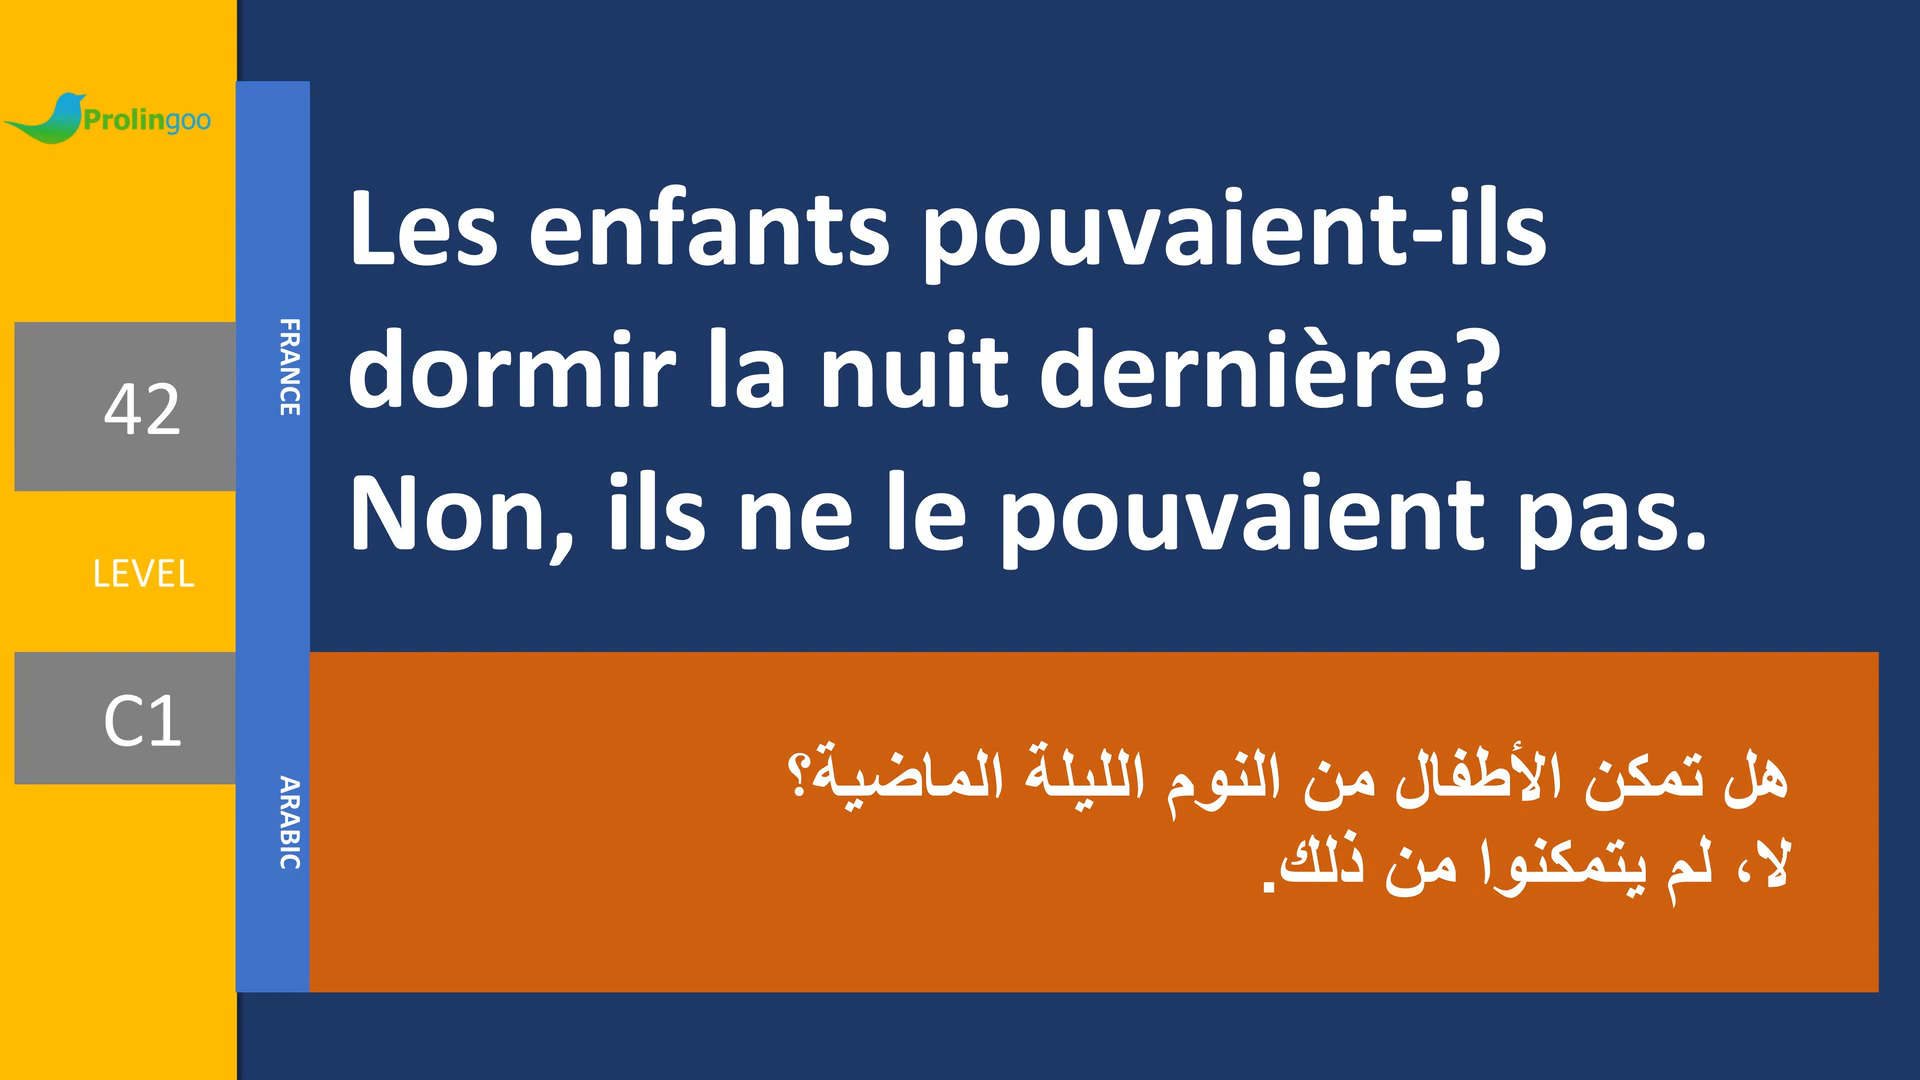 Prolingoo
42
LEVEL
C1
FRANCE
ARABIC
Les enfants pouvaient-ils
dormir la nuit dernière?
Non, ils ne le pouvaient pas.
هل تمكن الأطفال من النوم الليلة الماضية؟
لا، لم يتمكنوا من ذلك.